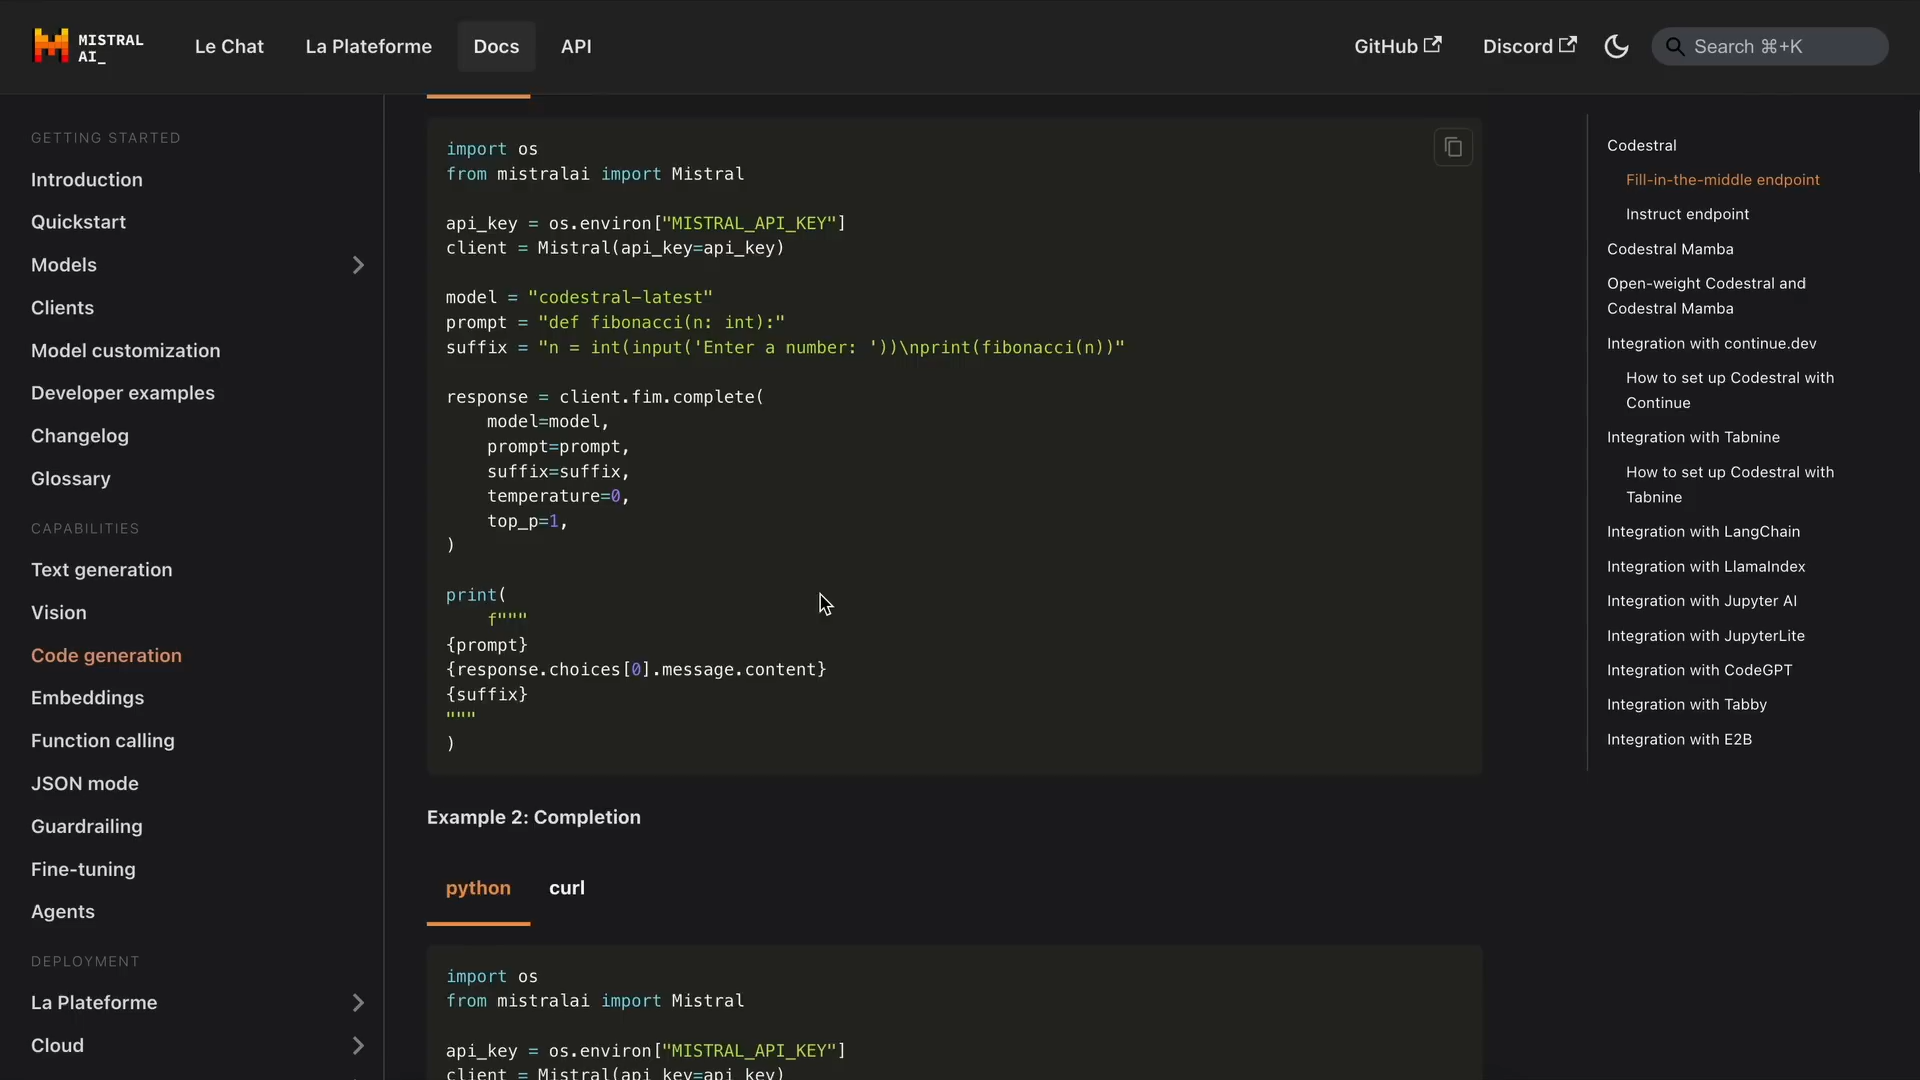 MISTRAL
AI_
Le Chat
La Plateforme
Docs
API
GitHub
Discord
Search ⌘+K
GETTING STARTED
Introduction
Quickstart
Models
Clients
Model customization
Developer examples
Changelog
Glossary
CAPABILITIES
Text generation
Vision
Code generation
Embeddings
Function calling
JSON mode
Guardrailing
Fine-tuning
Agents
DEPLOYMENT
La Plateforme
Cloud
import os
from mistralai import Mistral
api_key = os.environ["MISTRAL_API_KEY"]
client = Mistral(api_key=api_key)
model = "codestral-latest"
prompt = "def fibonacci(n: int):"
suffix = "n = int(input('Enter a number: '))\nprint(fibonacci(n))"
response = client.fim.complete(
    model=model,
    prompt=prompt,
    suffix=suffix,
    temperature=0,
    top_p=1,
)
print(
    f"""
{prompt}
{response.choices[0].message.content}
{suffix}
"""
)
Example 2: Completion
python
curl
import os
from mistralai import Mistral
api_key = os.environ["MISTRAL_API_KEY"]
client = Mistral(api_key=api_key)
Codestral
Fill-in-the-middle endpoint
Instruct endpoint
Codestral Mamba
Open-weight Codestral and
Codestral Mamba
Integration with continue.dev
How to set up Codestral with
Continue
Integration with Tabnine
How to set up Codestral with
Tabnine
Integration with LangChain
Integration with LlamaIndex
Integration with Jupyter AI
Integration with JupyterLite
Integration with CodeGPT
Integration with Tabby
Integration with E2B